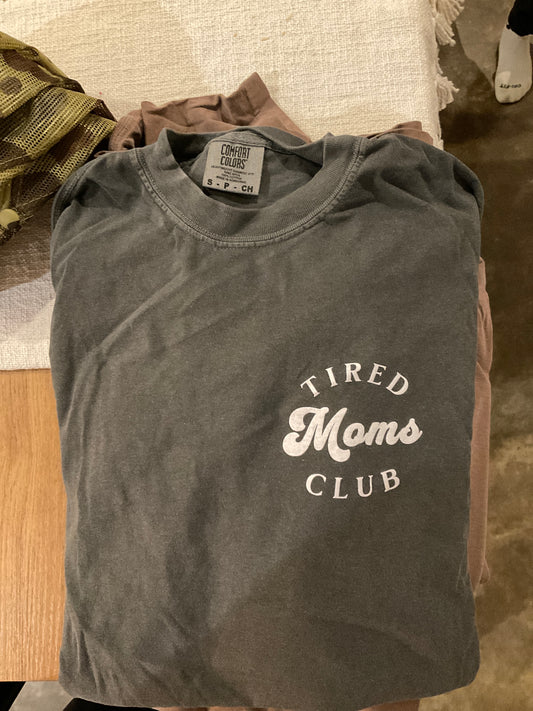 COMFORT
COLORS®
S - P - CH
TIRED
Moms
CLUB